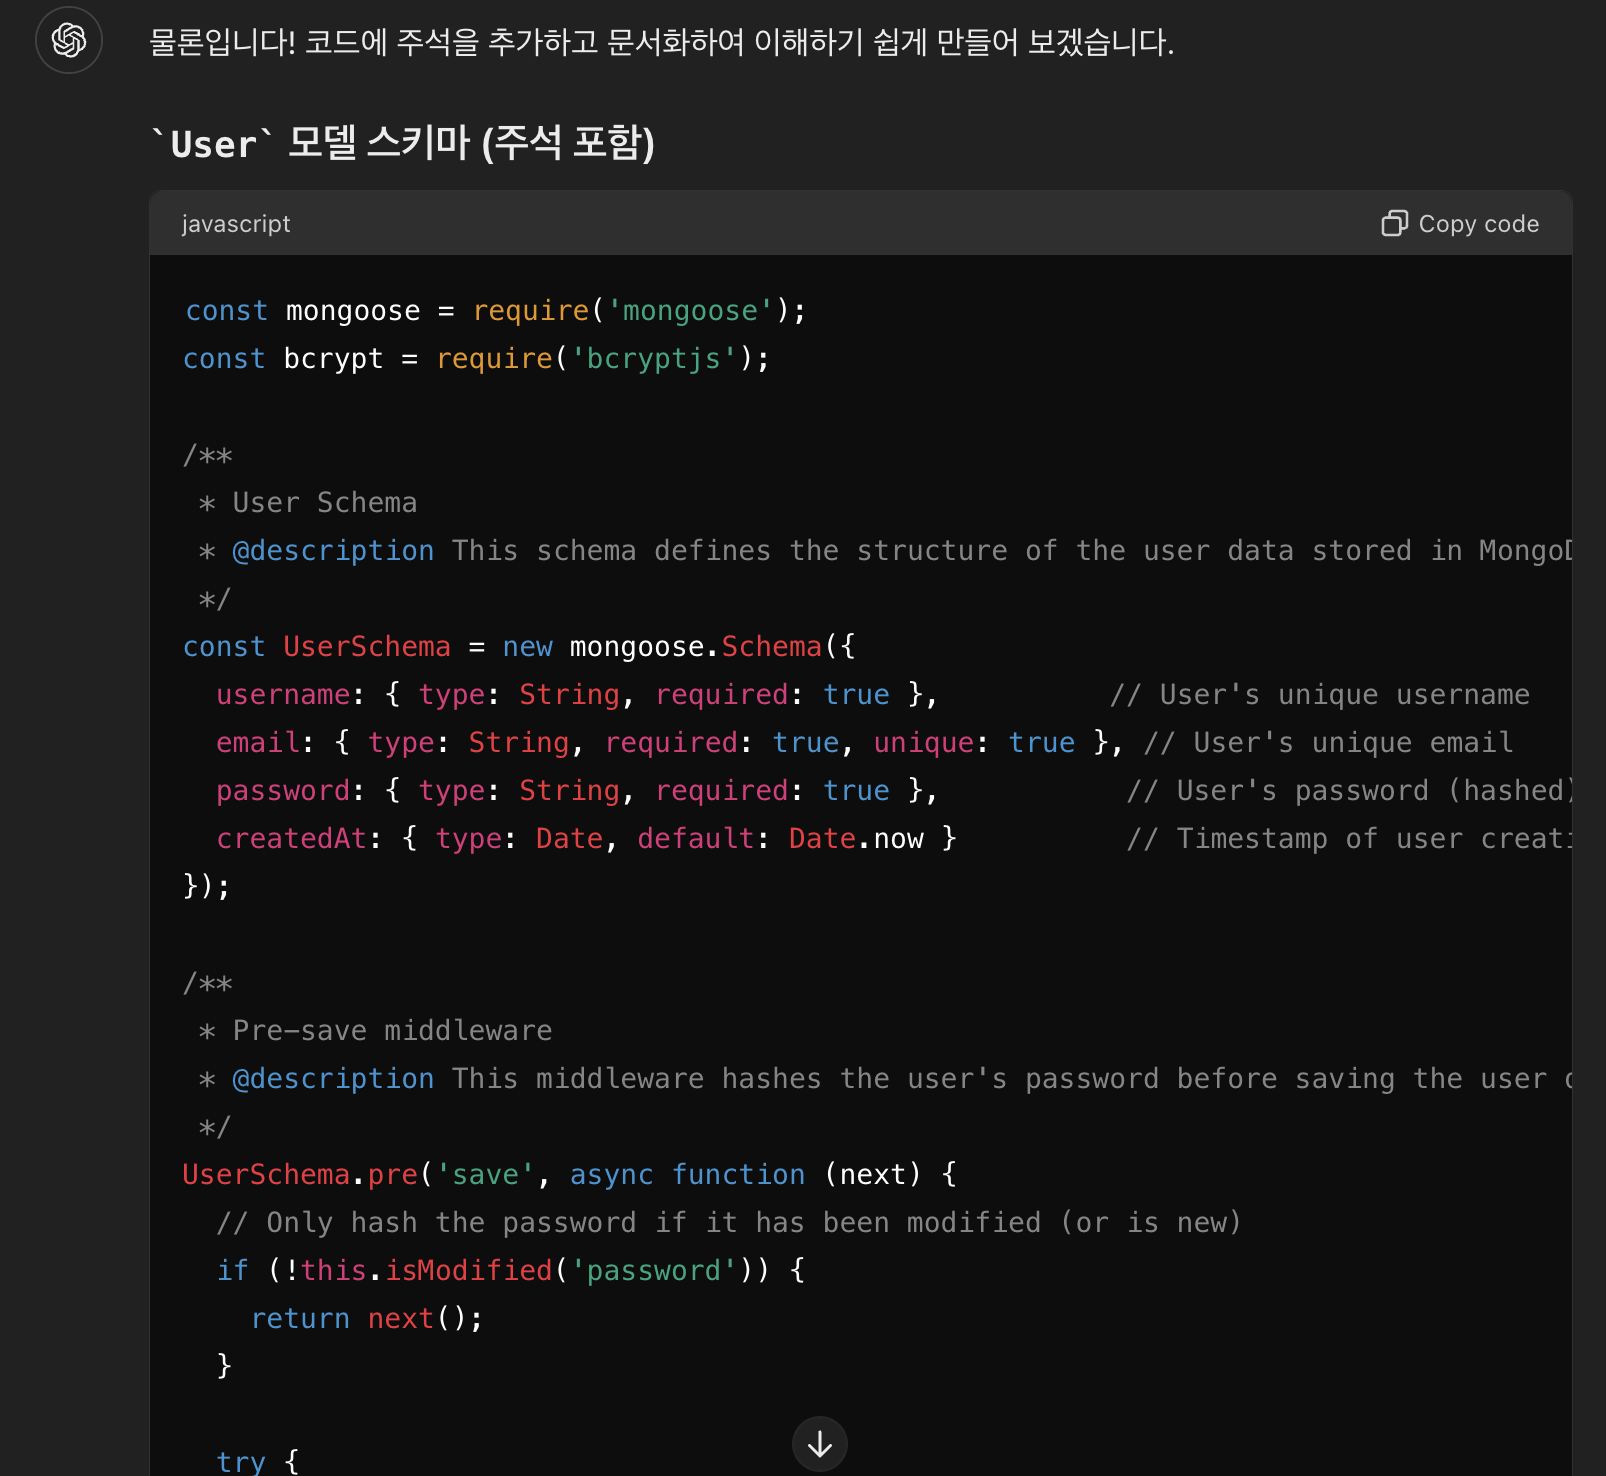 물론입니다! 코드에 주석을 추가하고 문서화하여 이해하기 쉽게 만들어 보겠습니다.
`User` 모델 스키마 (주석 포함)
javascript
Copy code
const mongoose = require('mongoose');
const bcrypt = require('bcryptjs');
/**
 * User Schema
 * @description This schema defines the structure of the user data stored in Mongo
 */
const UserSchema = new mongoose.Schema({
  username: { type: String, required: true },          // User's unique username
  email: { type: String, required: true, unique: true }, // User's unique email
  password: { type: String, required: true },           // User's password (hashed)
  createdAt: { type: Date, default: Date.now }          // Timestamp of user creati
});
/**
 * Pre-save middleware
 * @description This middleware hashes the user's password before saving the user
 */
UserSchema.pre('save', async function (next) {
  // Only hash the password if it has been modified (or is new)
  if (!this.isModified('password')) {
    return next();
  }
  try {